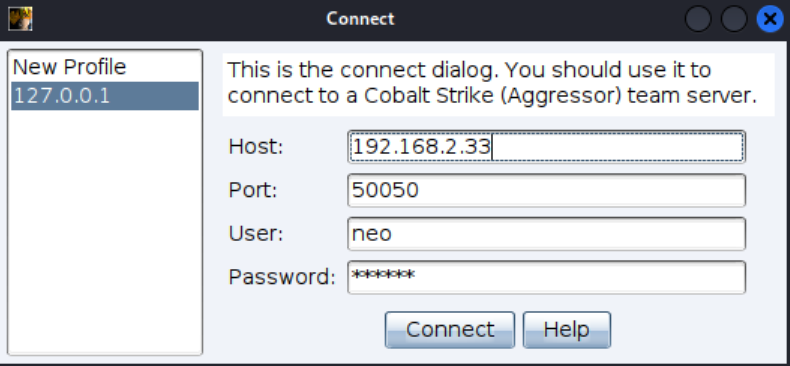 Connect
New Profile
127.0.0.1
This is the connect dialog. You should use it to
connect to a Cobalt Strike (Aggressor) team server.
Host: 192.168.2.33
Port: 50050
User: neo
Password: ******
Connect Help